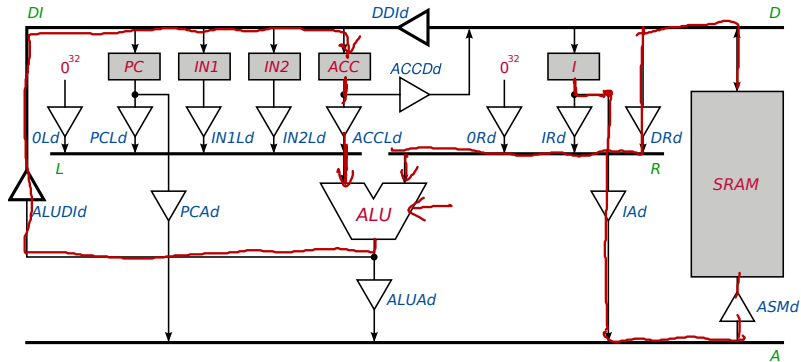 DI DDId D
0³² PC IN1 IN2 ACC ACCDd 0³² I
0Ld PCLd IN1Ld IN2Ld ACCLd 0Rd IRd DRd
L R
SRAM
ALUDId PCAd ALU IAd
ALUAd ASMd
A